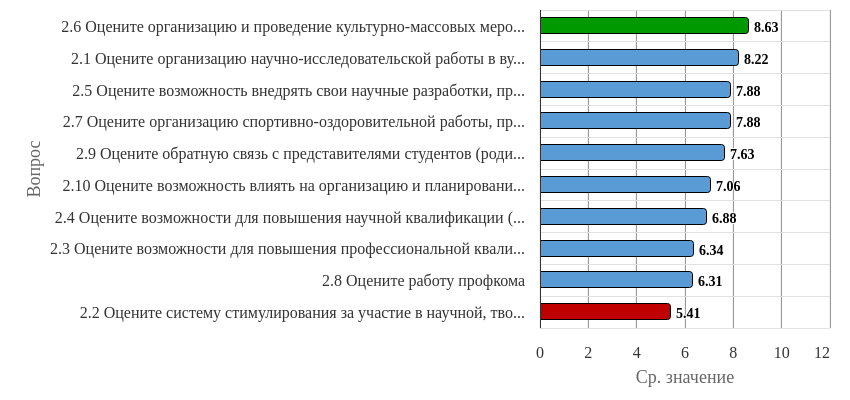 2.6 Оцените организацию и проведение культурно-массовых меро... 8.63
2.1 Оцените организацию научно-исследовательской работы в ву... 8.22
2.5 Оцените возможность внедрять свои научные разработки, пр... 7.88
2.7 Оцените организацию спортивно-оздоровительной работы, пр... 7.88
2.9 Оцените обратную связь с представителями студентов (роди... 7.63
2.10 Оцените возможность влиять на организацию и планировани... 7.06
2.4 Оцените возможности для повышения научной квалификации (... 6.88
2.3 Оцените возможности для повышения профессиональной квали... 6.34
2.8 Оцените работу профкома 6.31
2.2 Оцените систему стимулирования за участие в научной, тво... 5.41
Вопрос
0 2 4 6 8 10 12
Ср. значение